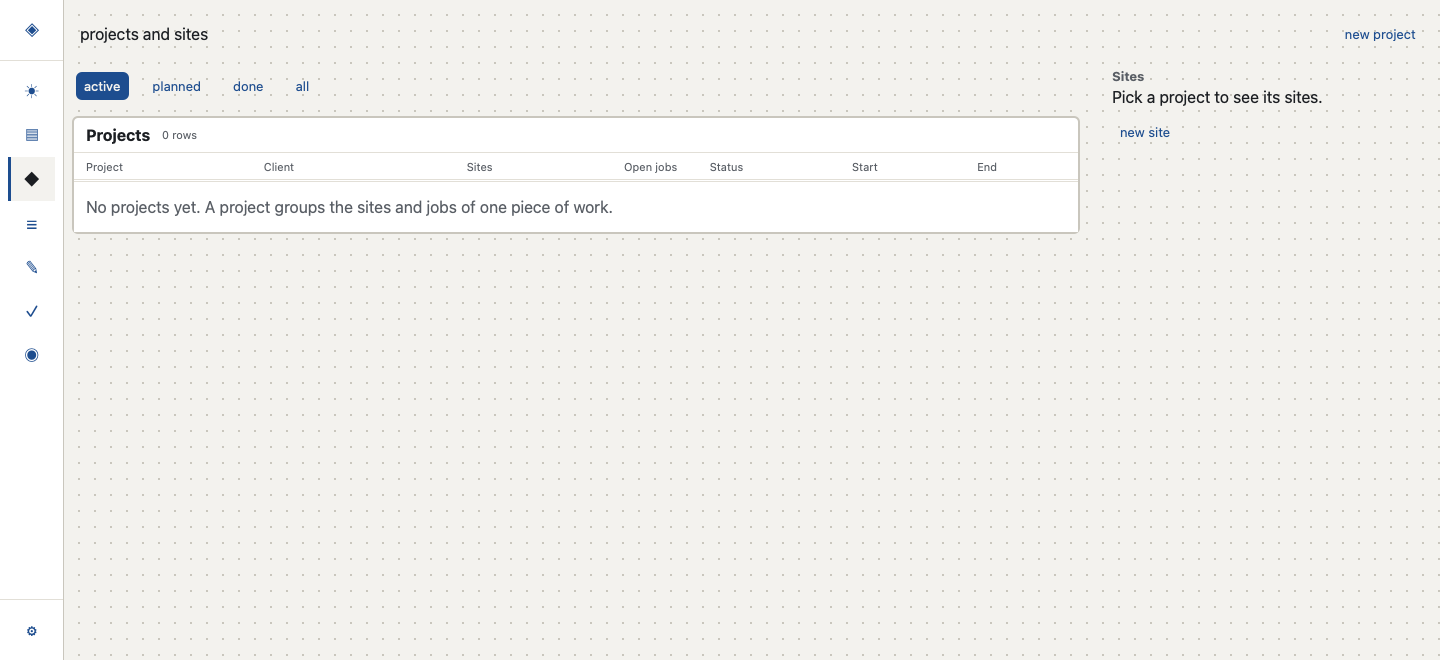 projects and sites
new project
active planned done all
Sites
Pick a project to see its sites.
new site
Projects 0 rows
Project Client Sites Open jobs Status Start End
No projects yet. A project groups the sites and jobs of one piece of work.